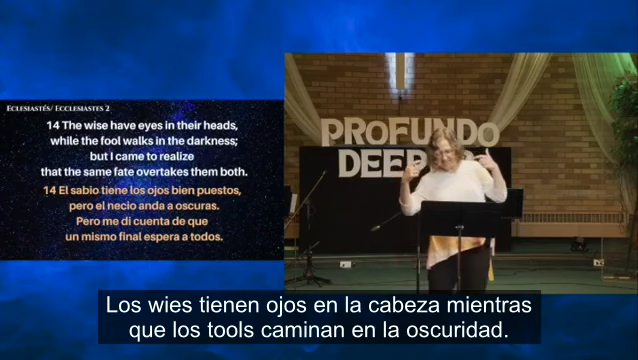 ECLESIASTÉS/ ECCLESIASTES 2
14 The wise have eyes in their heads,
while the fool walks in the darkness;
but I came to realize
that the same fate overtakes them both.
14 El sabio tiene los ojos bien puestos,
pero el necio anda a oscuras.
Pero me di cuenta de que
un mismo final espera a todos.
PROFUNDO
DEEP
Los wies tienen ojos en la cabeza mientras
que los tools caminan en la oscuridad.